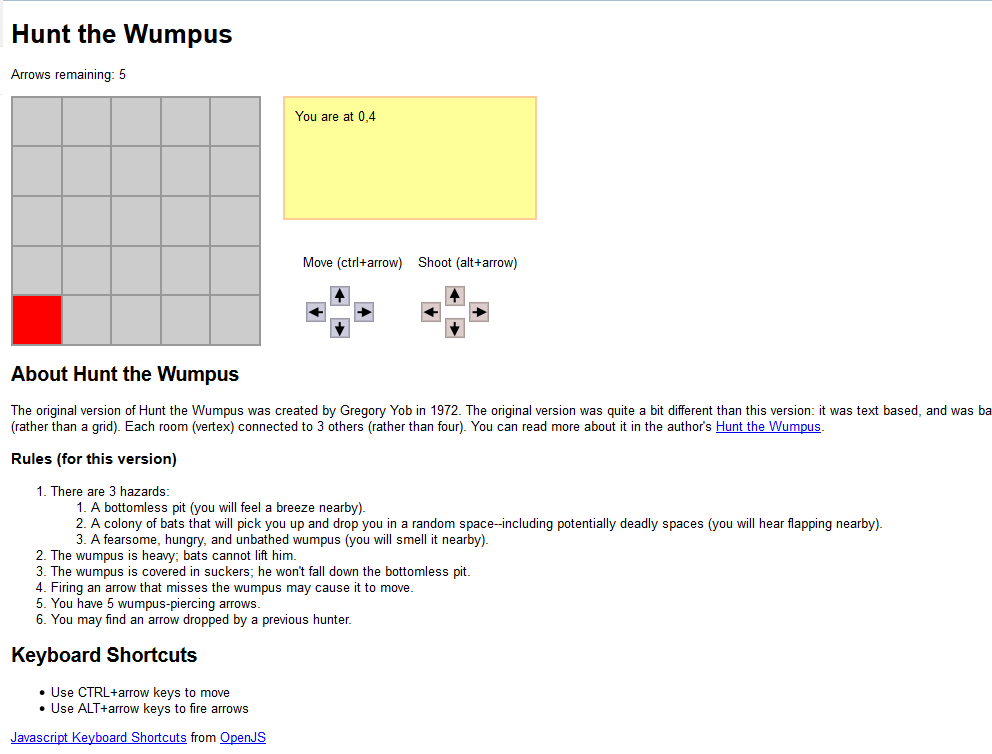 Hunt the Wumpus
Arrows remaining: 5
You are at 0,4
Move (ctrl+arrow) Shoot (alt+arrow)
About Hunt the Wumpus
The original version of Hunt the Wumpus was created by Gregory Yob in 1972. The original version was quite a bit different than this version: it was text based, and was ba
(rather than a grid). Each room (vertex) connected to 3 others (rather than four). You can read more about it in the author's Hunt the Wumpus.
Rules (for this version)
1. There are 3 hazards:
1. A bottomless pit (you will feel a breeze nearby).
2. A colony of bats that will pick you up and drop you in a random space--including potentially deadly spaces (you will hear flapping nearby).
3. A fearsome, hungry, and unbathed wumpus (you will smell it nearby).
2. The wumpus is heavy; bats cannot lift him.
3. The wumpus is covered in suckers; he won't fall down the bottomless pit.
4. Firing an arrow that misses the wumpus may cause it to move.
5. You have 5 wumpus-piercing arrows.
6. You may find an arrow dropped by a previous hunter.
Keyboard Shortcuts
• Use CTRL+arrow keys to move
• Use ALT+arrow keys to fire arrows
Javascript Keyboard Shortcuts from OpenJS